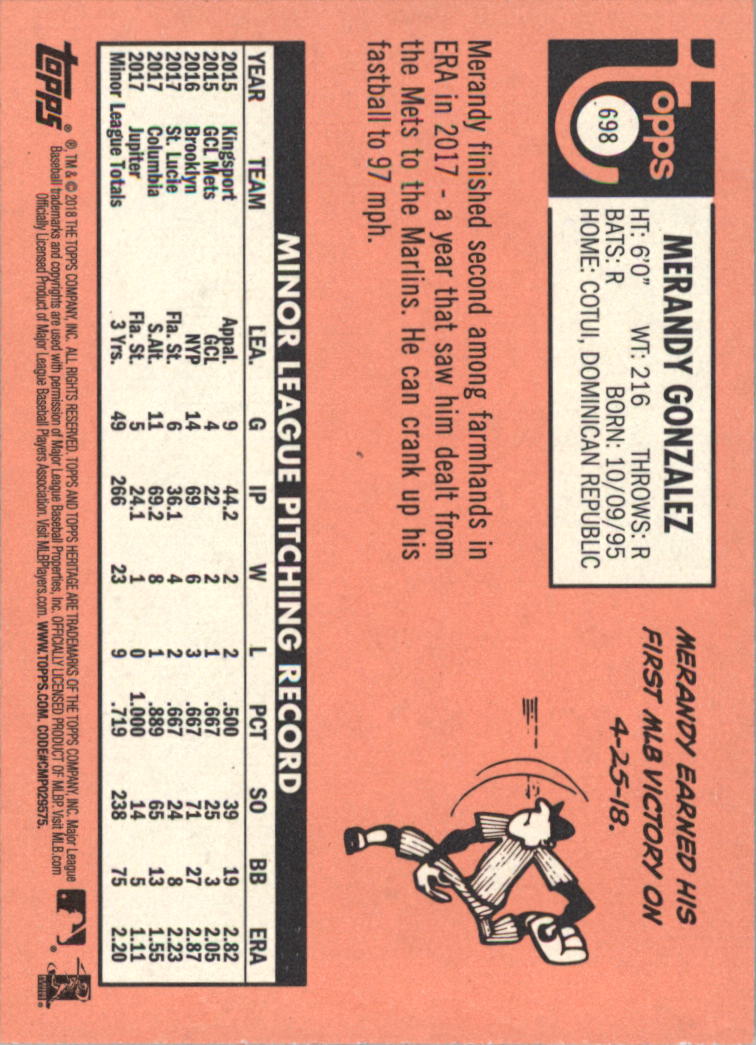 topps
698
MERANDY GONZALEZ
HT: 6'0" WT: 216 THROWS: R
BATS: R BORN: 10/09/95
HOME: COTUI, DOMINICAN REPUBLIC
MERANDY EARNED HIS
FIRST MLB VICTORY ON
4-25-18.
Merandy finished second among farmhands in
ERA in 2017 - a year that saw him dealt from
the Mets to the Marlins. He can crank up his
fastball to 97 mph.
MINOR LEAGUE PITCHING RECORD
YEAR TEAM LEA. G IP W L PCT SO BB ERA
2015 Kingsport Appal. 9 44.2 2 2 .500 39 19 2.82
2015 GCL Mets GCL 4 22 2 1 .667 25 3 2.05
2016 Brooklyn NYP 14 69 6 3 .667 71 27 2.87
2017 St. Lucie Fla. St. 6 36.1 4 2 .667 24 8 2.23
2017 Columbia S.Alt. 11 69.2 8 1 .889 65 13 1.55
2017 Jupiter Fla. St. 5 24.1 1 0 1.000 14 5 1.11
Minor League Totals 3 Yrs. 49 266 23 9 .719 238 75 2.20
topps® ®, TM & © 2018 THE TOPPS COMPANY, INC. ALL RIGHTS RESERVED. TOPPS AND TOPPS HERITAGE ARE TRADEMARKS OF THE TOPPS COMPANY, INC. Major League
Baseball trademarks and copyrights are used with permission of Major League Baseball Properties, Inc. OFFICIALLY LICENSED PRODUCT OF MLBP. Visit MLB.com
Officially Licensed Product of Major League Baseball Players Association. Visit MLBPlayers.com. WWW.TOPPS.COM. CODE#CMP029575.